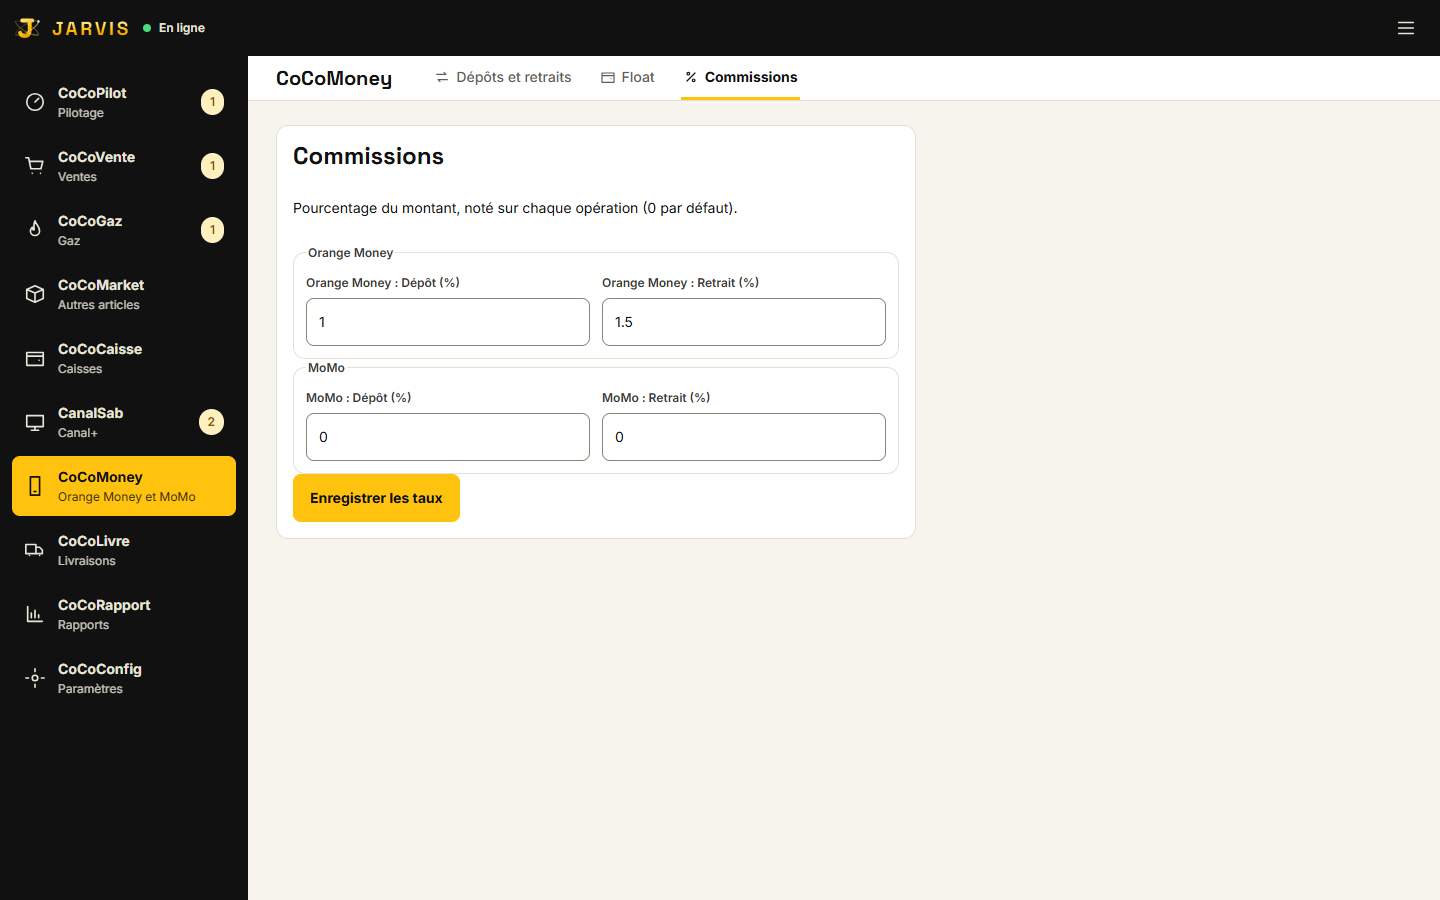 JARVIS En ligne
CoCoPilot
Pilotage
1
CoCoVente
Ventes
1
CoCoGaz
Gaz
1
CoCoMarket
Autres articles
CoCoCaisse
Caisses
CanalSab
Canal+
2
CoCoMoney
Orange Money et MoMo
CoCoLivre
Livraisons
CoCoRapport
Rapports
CoCoConfig
Paramètres
CoCoMoney Dépôts et retraits Float % Commissions
Commissions
Pourcentage du montant, noté sur chaque opération (0 par défaut).
Orange Money
Orange Money : Dépôt (%) Orange Money : Retrait (%)
1 1.5
MoMo
MoMo : Dépôt (%) MoMo : Retrait (%)
0 0
Enregistrer les taux